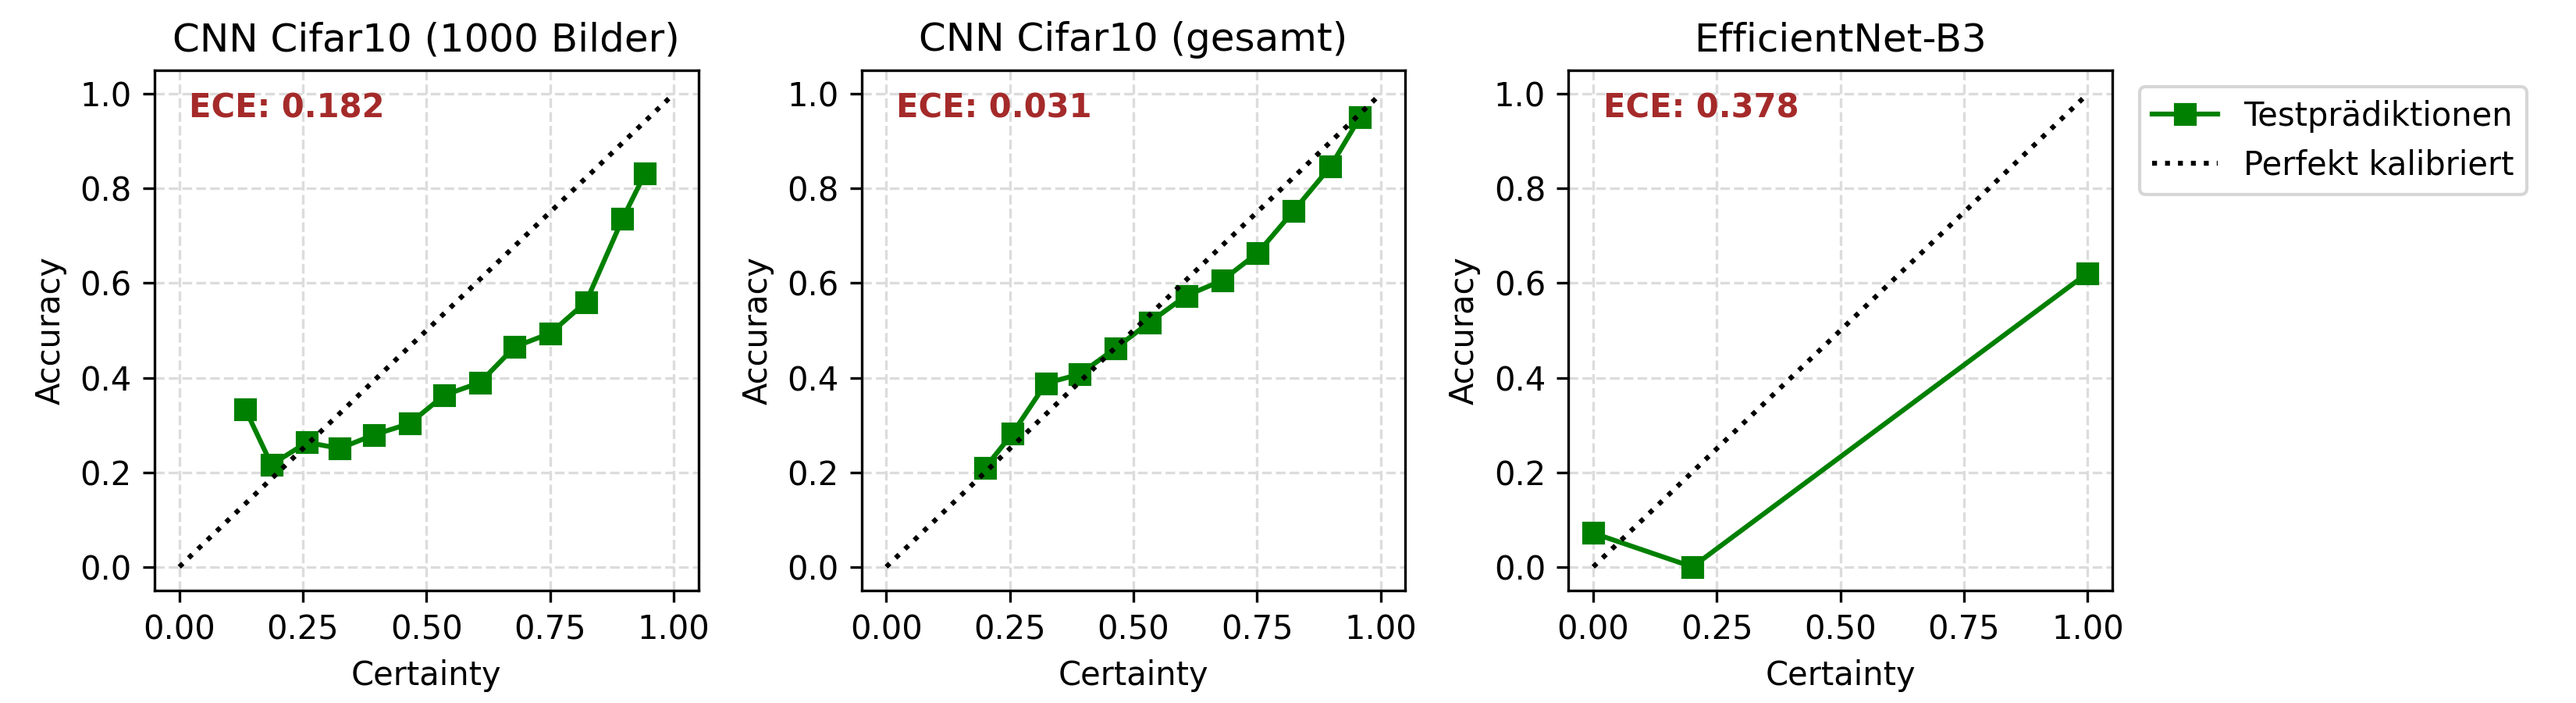 CNN Cifar10 (1000 Bilder)
ECE: 0.182
1.0
0.8
0.6
0.4
0.2
0.0
Accuracy
0.00 0.25 0.50 0.75 1.00
Certainty
CNN Cifar10 (gesamt)
ECE: 0.031
1.0
0.8
0.6
0.4
0.2
0.0
Accuracy
0.00 0.25 0.50 0.75 1.00
Certainty
EfficientNet-B3
ECE: 0.378
1.0
0.8
0.6
0.4
0.2
0.0
Accuracy
0.00 0.25 0.50 0.75 1.00
Certainty
Testprädiktionen
Perfekt kalibriert